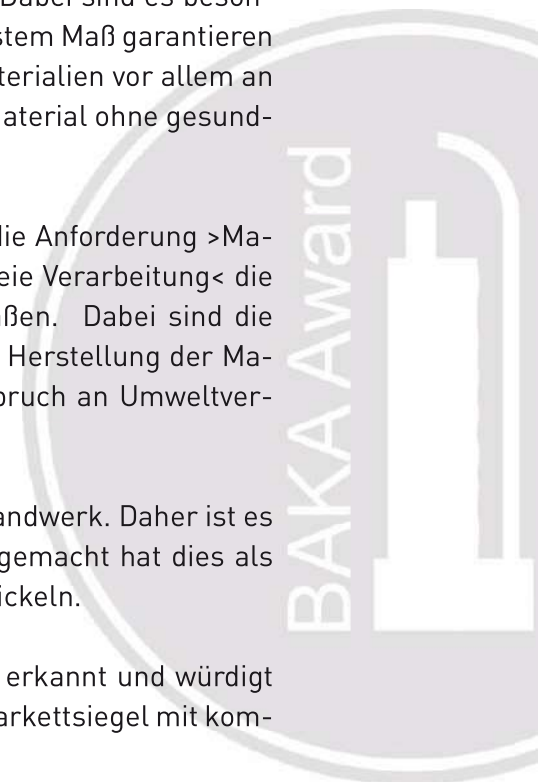 Dabei sind es beson-
stem Maß garantieren
terialien vor allem an
aterial ohne gesund-
die Anforderung >Ma-
eie Verarbeitung< die
ßen. Dabei sind die
Herstellung der Ma-
pruch an Umweltver-
andwerk. Daher ist es
gemacht hat dies als
ickeln.
erkannt und würdigt
arkettsiegel mit kom-
BAKA Award